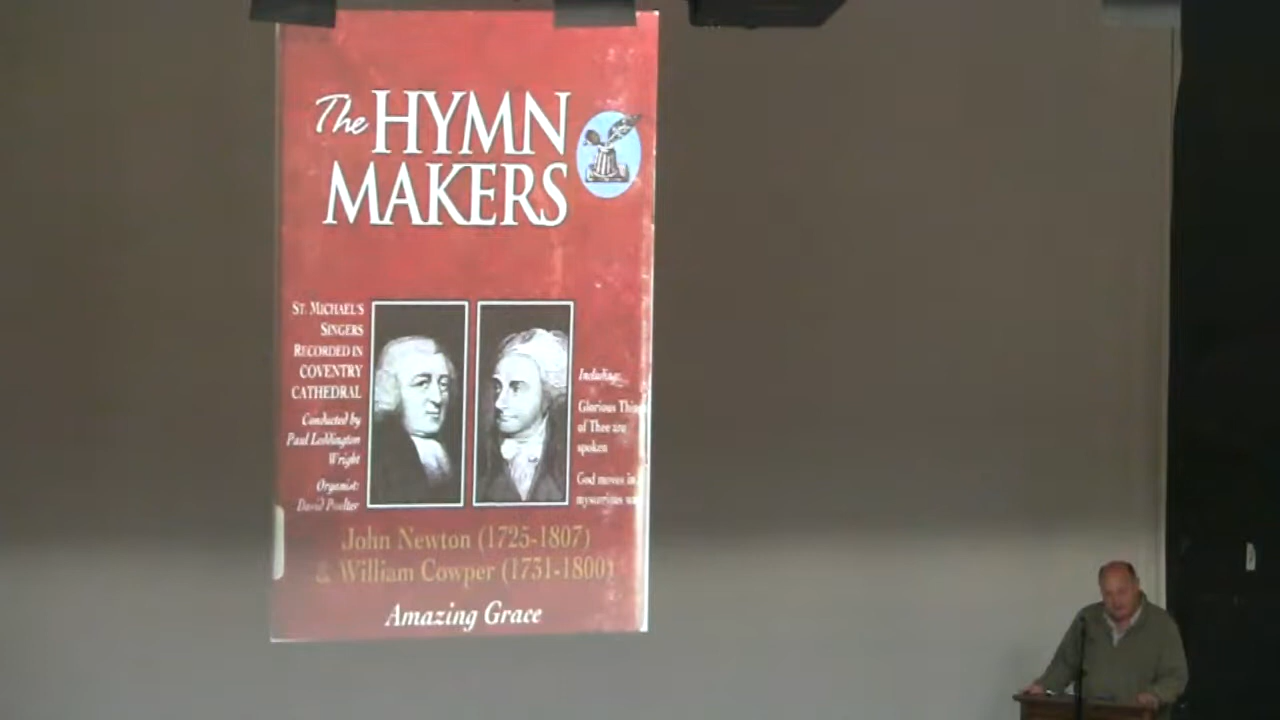 The HYMN
MAKERS
ST. MICHAEL'S
SINGERS
RECORDED IN
COVENTRY
CATHEDRAL
Conducted by
Paul Leddington
Wright
Organist:
David Poulter
Including:
Glorious Thin
of Thee are
spoken
God moves in
mysterious wa
John Newton (1725-1807)
& William Cowper (1731-1800)
Amazing Grace